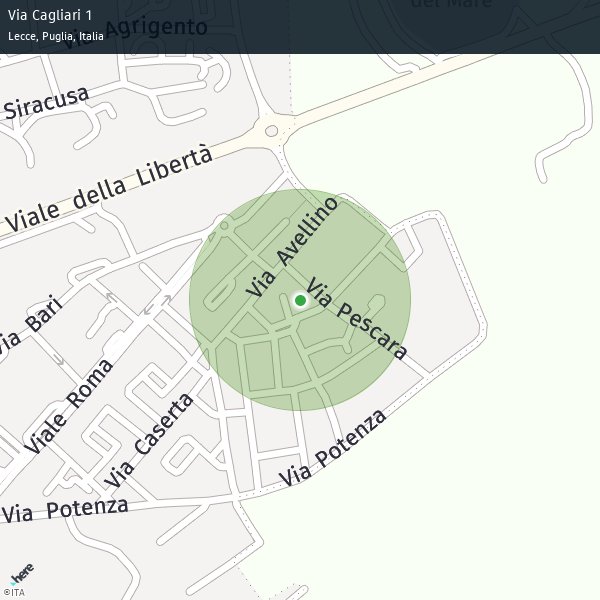 Via Cagliari 1
Lecce, Puglia, Italia
del Mare
Via Agrigento
Siracusa
Viale della Libertà
Via Avellino
Via Pescara
Via Bari
Viale Roma
Via Caserta
Via Potenza
Via Potenza
here
©ITA